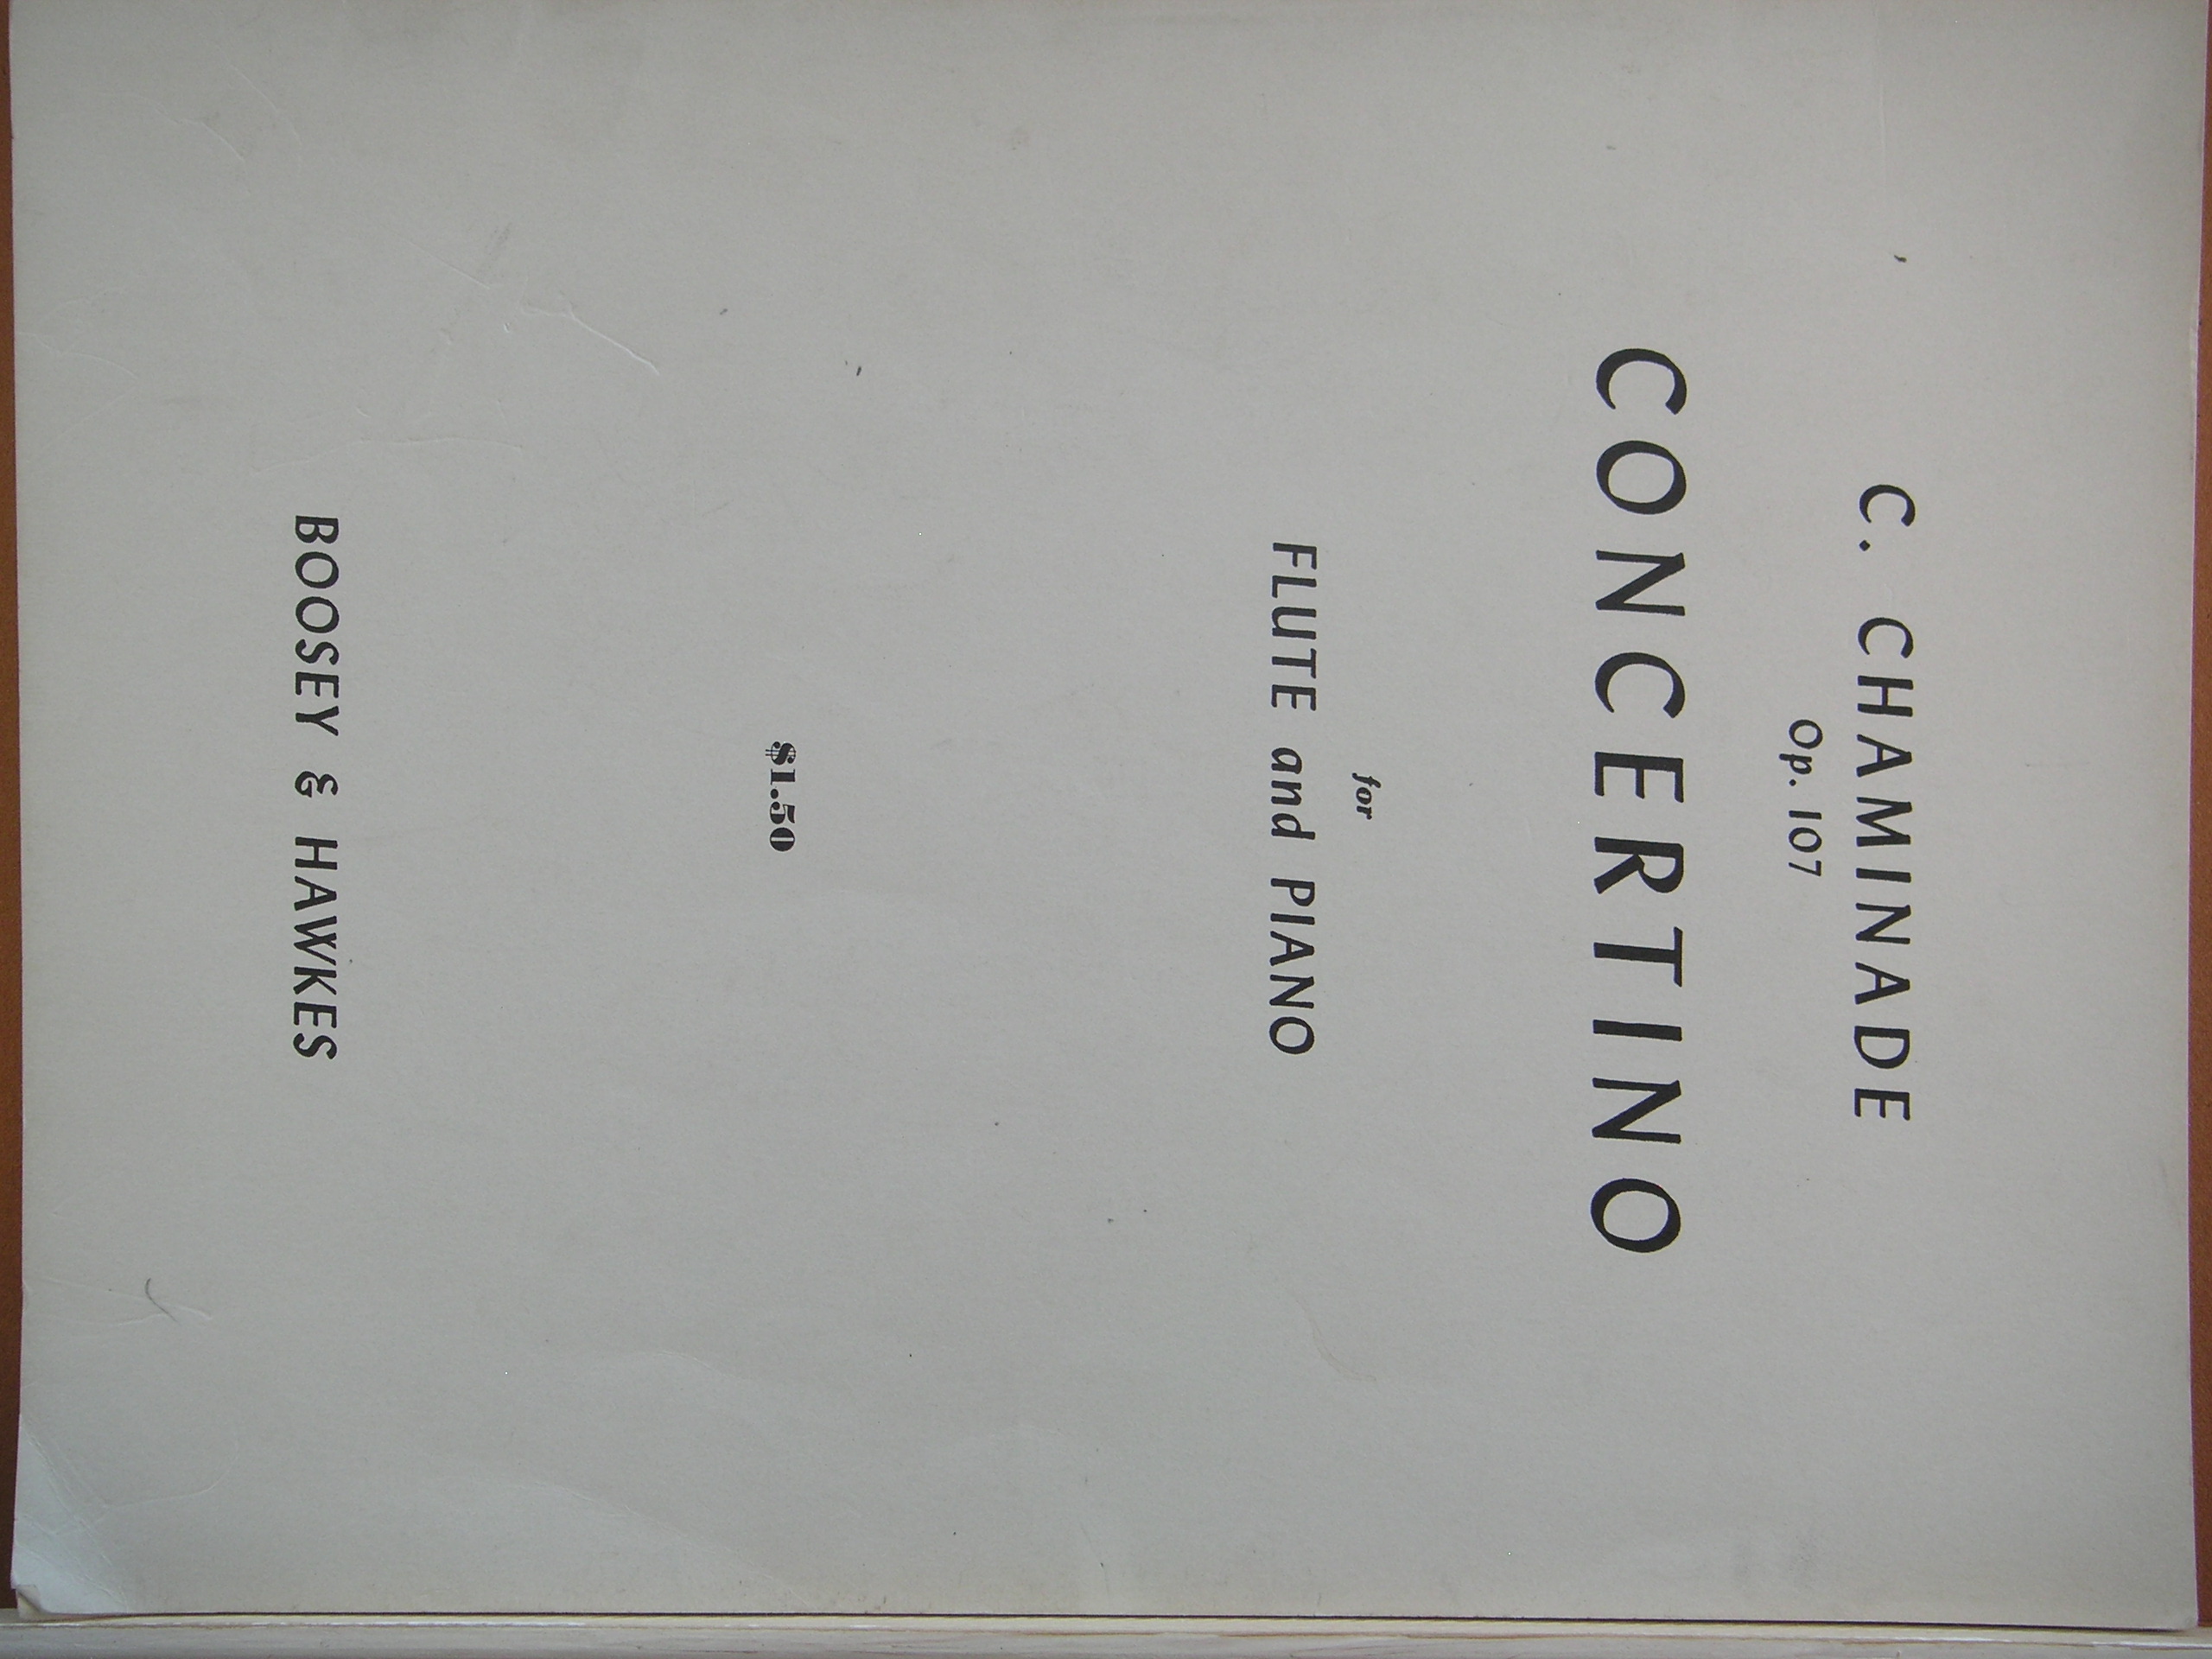 C. CHAMINADE
Op. 107
CONCERTINO
for
FLUTE and PIANO
$1.50
BOOSEY & HAWKES